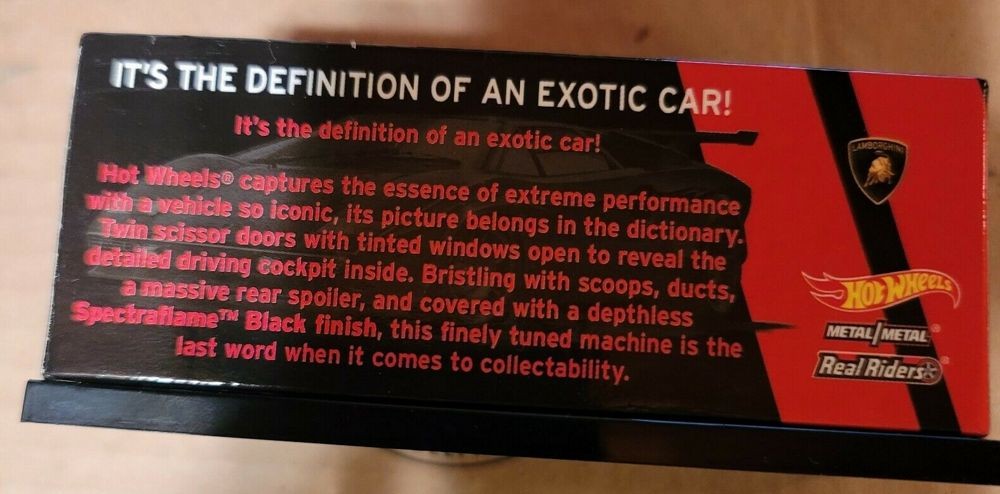 IT'S THE DEFINITION OF AN EXOTIC CAR!
It's the definition of an exotic car!
Hot Wheels® captures the essence of extreme performance
with a vehicle so iconic, its picture belongs in the dictionary.
Twin scissor doors with tinted windows open to reveal the
detailed driving cockpit inside. Bristling with scoops, ducts,
a massive rear spoiler, and covered with a depthless
Spectraflame™ Black finish, this finely tuned machine is the
last word when it comes to collectability.
LAMBORGHINI
HOT WHEELS
METAL/METAL®
Real Riders®